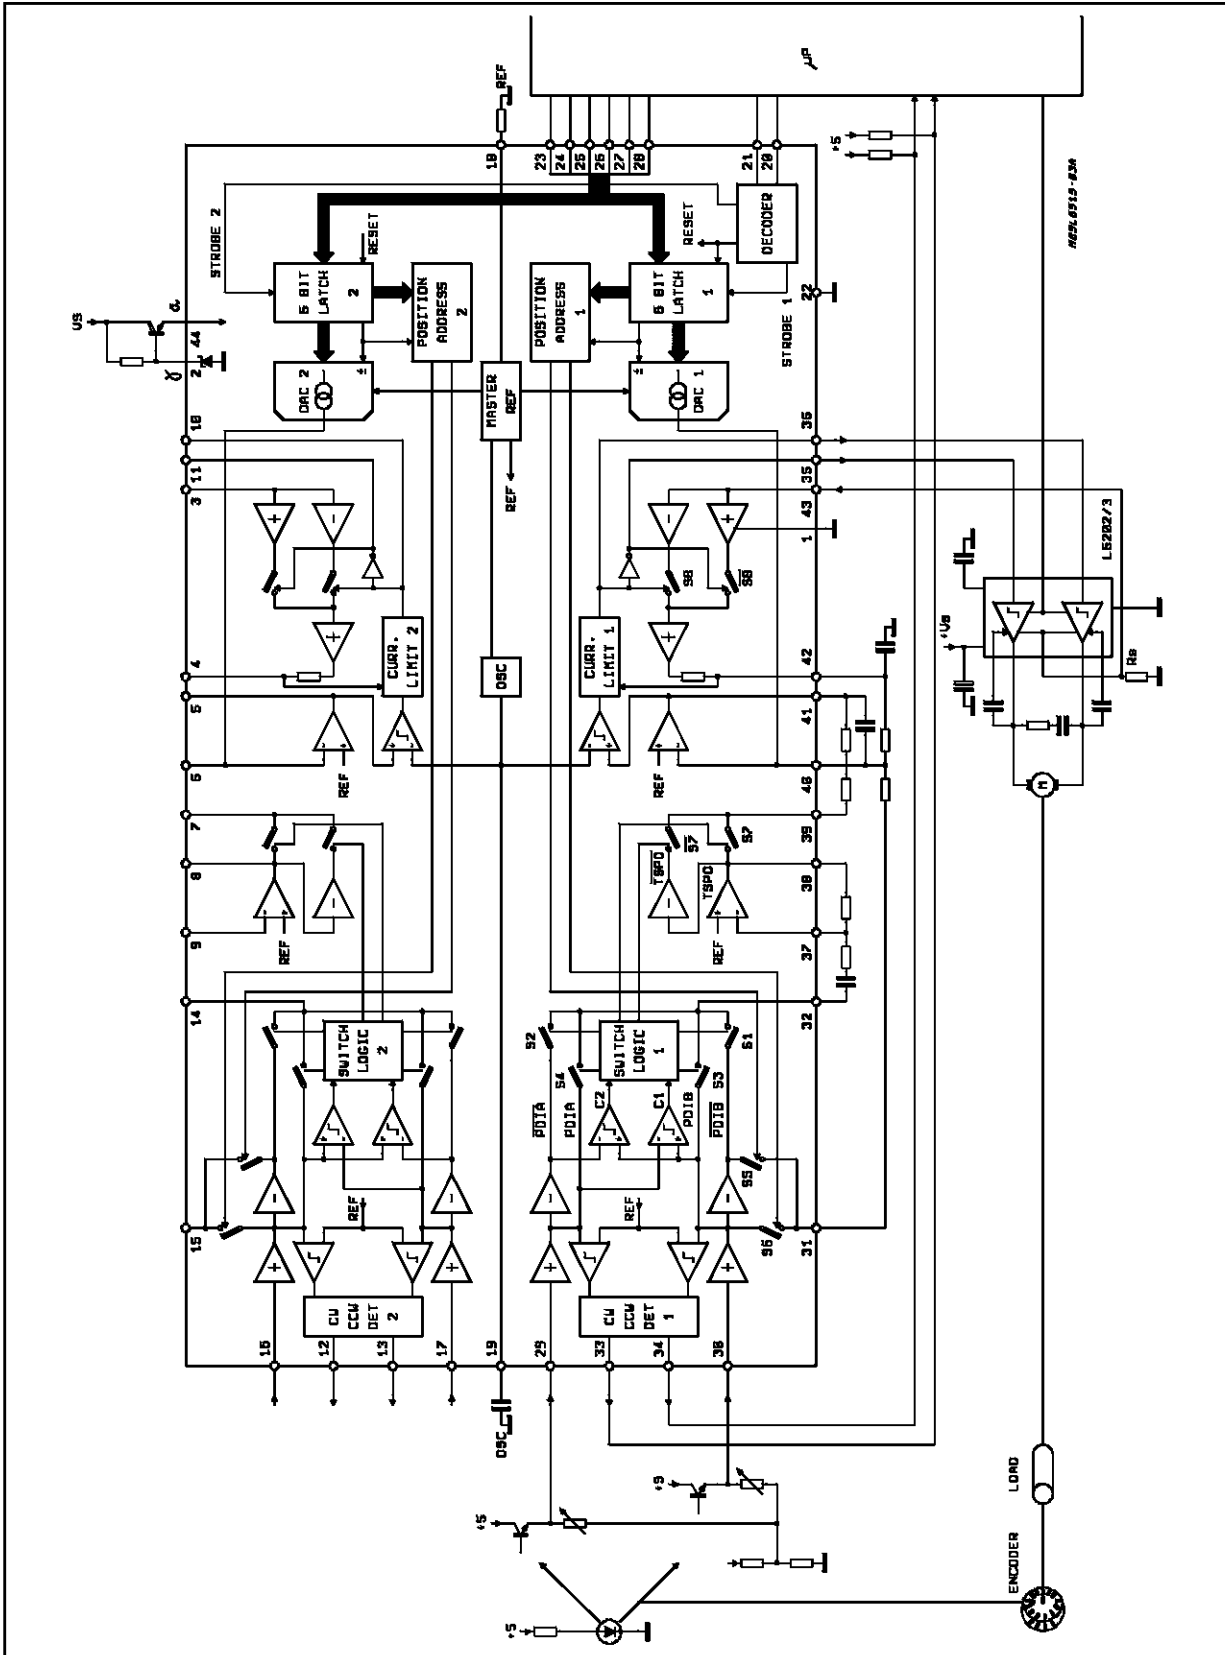 μP
REF
18
23
24
25
26
27
28
21
20
+5
STROBE 2
RESET
RESET
DECODER
6 BIT
LATCH
2
POSITION
ADDRESS
2
POSITION
ADDRESS
1
6 BIT
LATCH
1
STROBE 1
22
VS
44
2
DAC 2
±
MASTER
REF
REF
±
DAC 1
10
11
3
36
35
43
1
L6202/3
S8
S8
CURR.
LIMIT 2
OSC
CURR.
LIMIT 1
4
5
6
42
41
40
+Vs
Rs
M
REF
REF
7
8
9
REF
S7
S7
TSPO
TSPO
REF
39
38
37
14
32
SWITCH
LOGIC
2
SWITCH
LOGIC
1
S2
S4
S1
S3
PDIA
PDIA
C2
C1
PDIB
PDIB
S5
S6
REF
REF
15
31
CW
CCW
DET
2
CW
CCW
DET
1
16
12
13
17
19
29
33
34
30
OSC
+5
+5
+5
LOAD
ENCODER